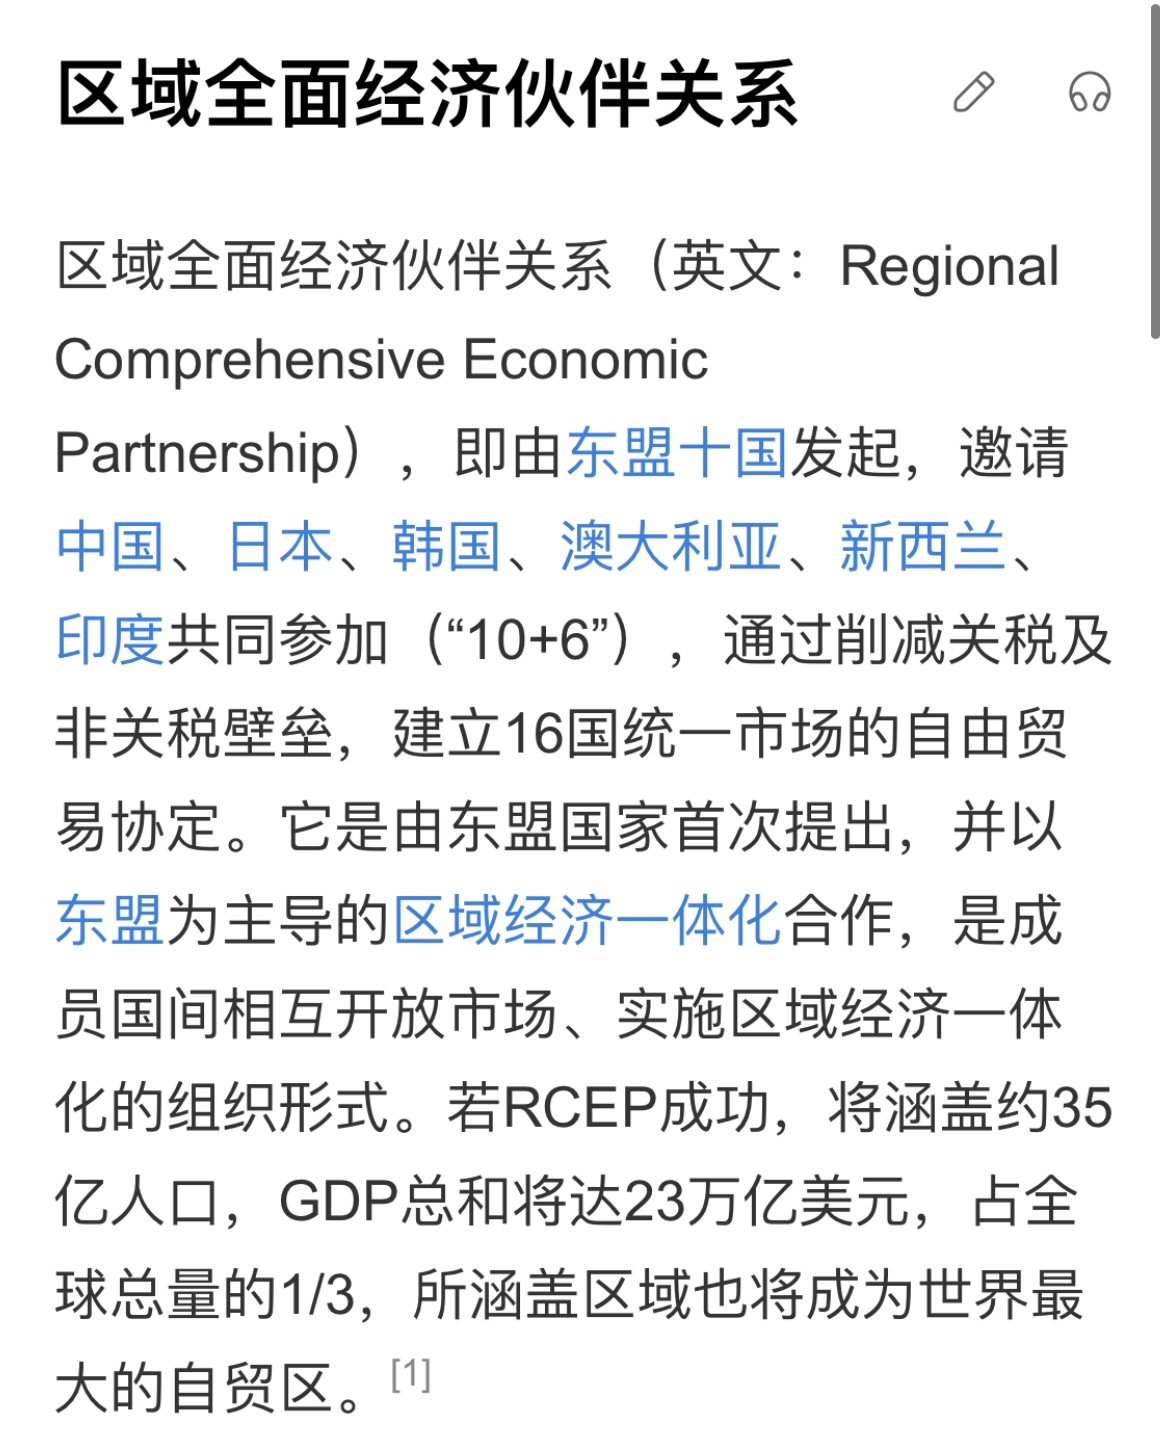 区域全面经济伙伴关系
区域全面经济伙伴关系（英文：Regional
Comprehensive Economic
Partnership），即由东盟十国发起，邀请
中国、日本、韩国、澳大利亚、新西兰、
印度共同参加（“10+6”），通过削减关税及
非关税壁垒，建立16国统一市场的自由贸
易协定。它是由东盟国家首次提出，并以
东盟为主导的区域经济一体化合作，是成
员国间相互开放市场、实施区域经济一体
化的组织形式。若RCEP成功，将涵盖约35
亿人口，GDP总和将达23万亿美元，占全
球总量的1/3，所涵盖区域也将成为世界最
大的自贸区。[1]